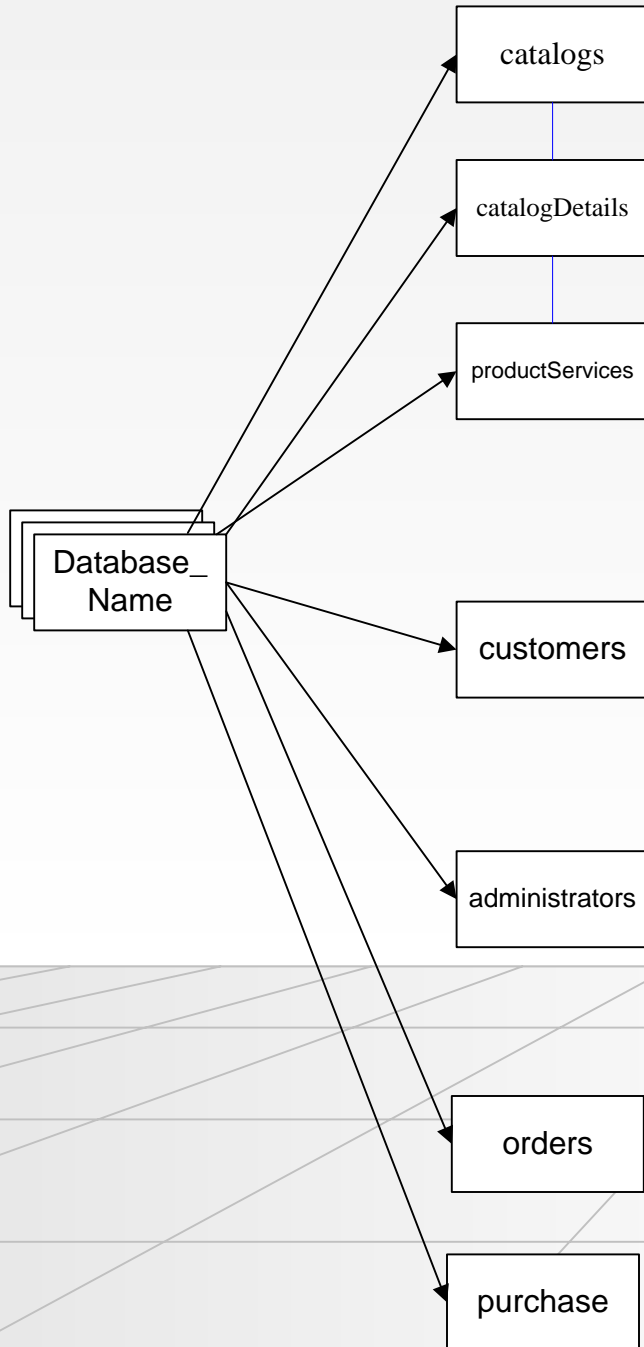 catalogs
catalogDetails
productServices
Database_
Name
customers
administrators
orders
purchase